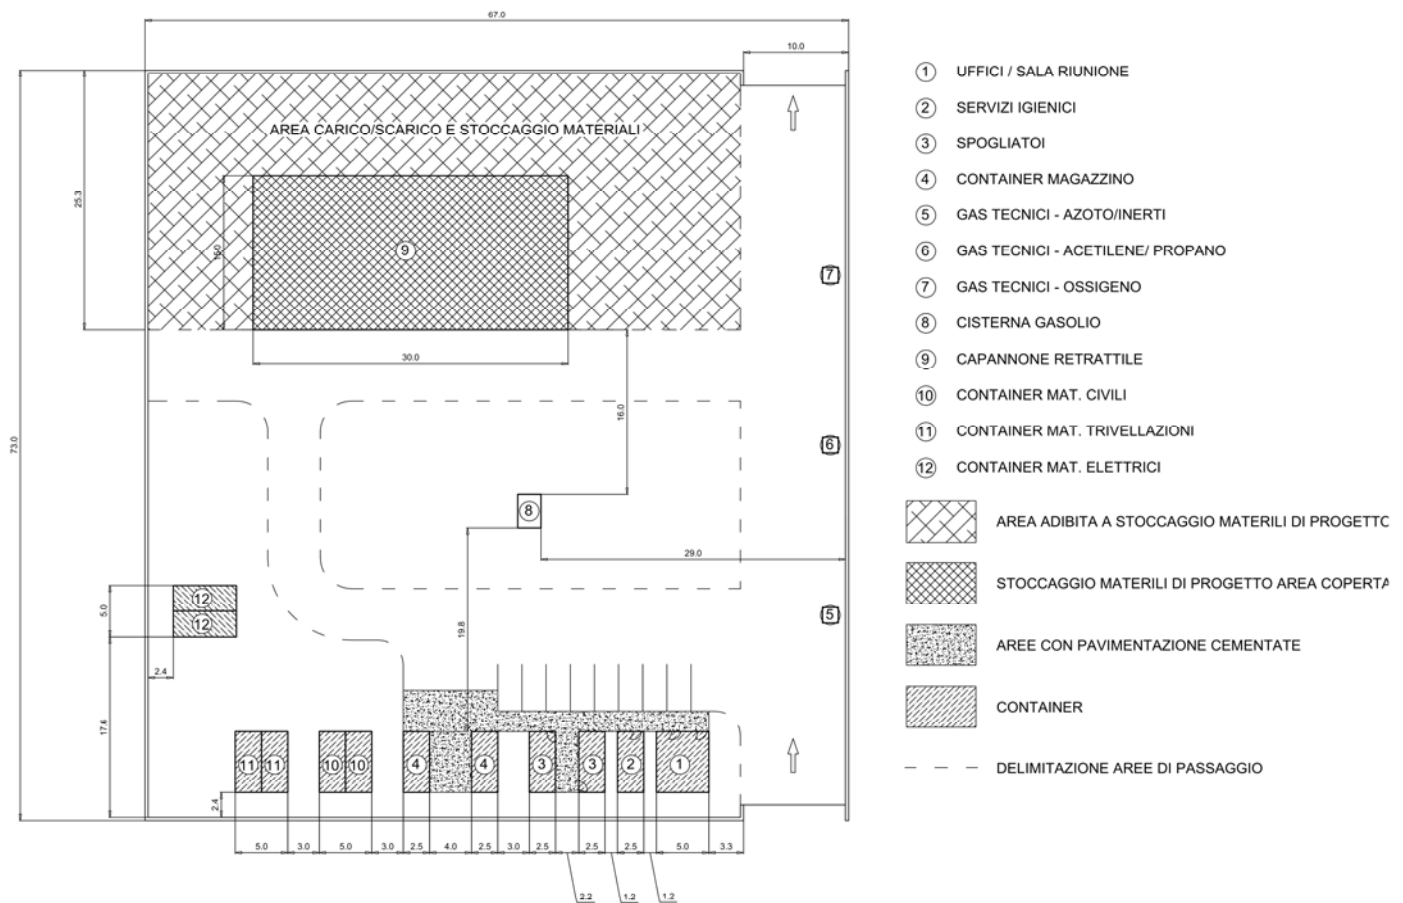 67.0
10.0
AREA CARICO/SCARICO E STOCCAGGIO MATERIALI
25.3
15.0
9
7
30.0
16.0
73.0
6
8
29.0
12
12
5.0
19.8
5
2.4
17.6
11 11 10 10 4 4 3 3 2 1
2.4
5.0 3.0 5.0 3.0 2.5 4.0 2.5 3.0 2.5 2.5 2.5 5.0 3.3
2.2 1.2 1.2
1 UFFICI / SALA RIUNIONE
2 SERVIZI IGIENICI
3 SPOGLIATOI
4 CONTAINER MAGAZZINO
5 GAS TECNICI - AZOTO/INERTI
6 GAS TECNICI - ACETILENE/ PROPANO
7 GAS TECNICI - OSSIGENO
8 CISTERNA GASOLIO
9 CAPANNONE RETRATTILE
10 CONTAINER MAT. CIVILI
11 CONTAINER MAT. TRIVELLAZIONI
12 CONTAINER MAT. ELETTRICI
AREA ADIBITA A STOCCAGGIO MATERILI DI PROGETTO
STOCCAGGIO MATERILI DI PROGETTO AREA COPERTA
AREE CON PAVIMENTAZIONE CEMENTATE
CONTAINER
DELIMITAZIONE AREE DI PASSAGGIO